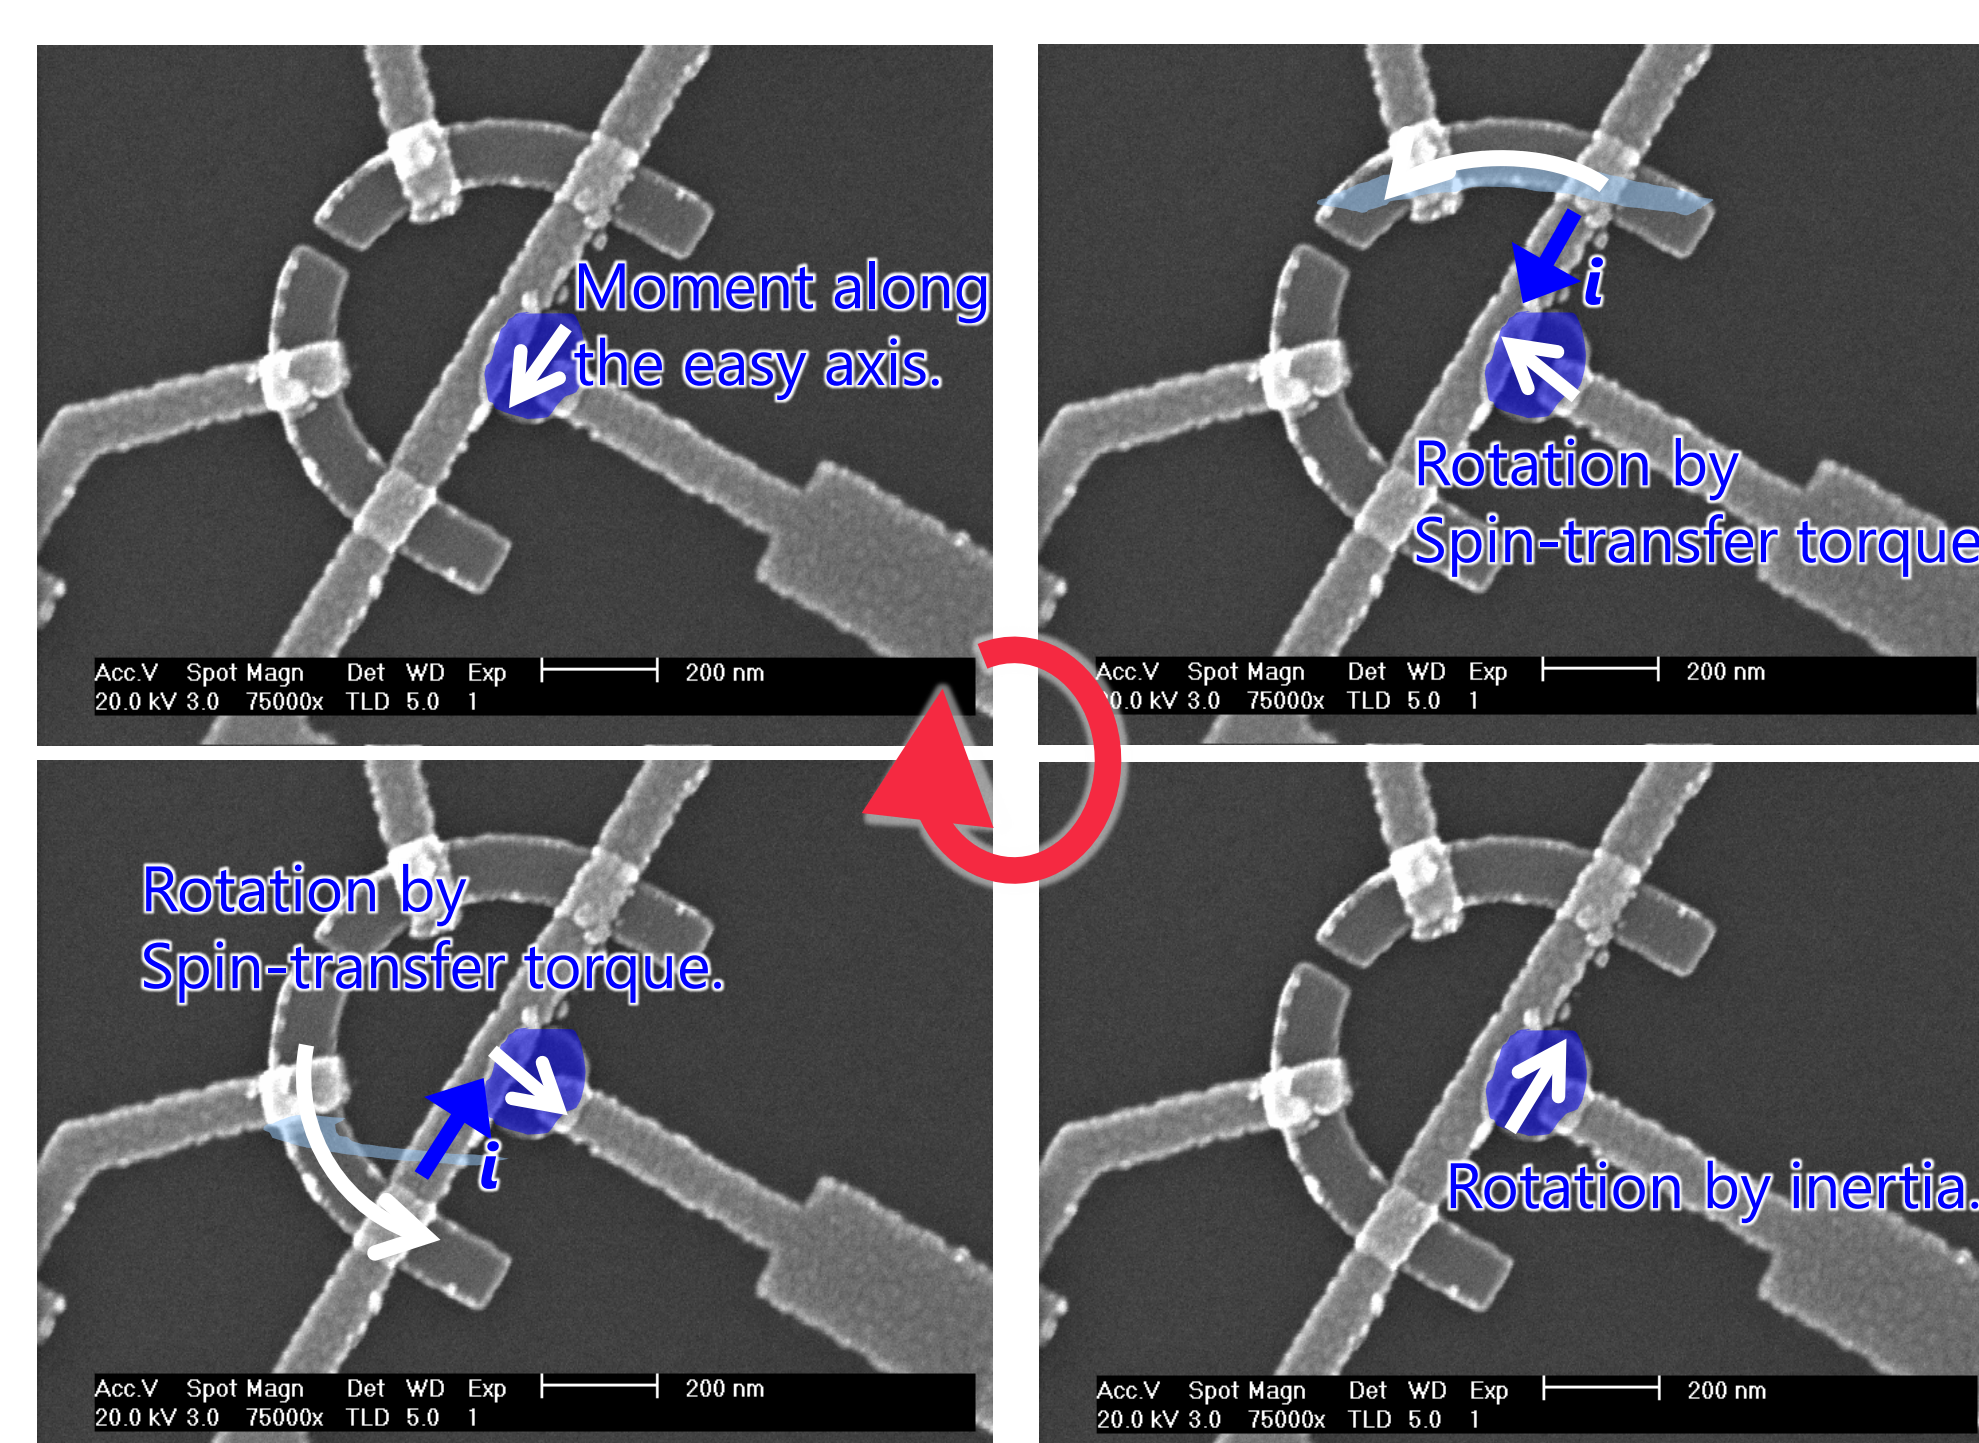 Moment along
the easy axis.
Acc.V Spot Magn Det WD Exp 200 nm
20.0 kV 3.0 75000x TLD 5.0 1
i
Rotation by
Spin-transfer torque
Acc.V Spot Magn Det WD Exp 200 nm
20.0 kV 3.0 75000x TLD 5.0 1
Rotation by
Spin-transfer torque.
i
Acc.V Spot Magn Det WD Exp 200 nm
20.0 kV 3.0 75000x TLD 5.0 1
Rotation by inertia.
Acc.V Spot Magn Det WD Exp 200 nm
20.0 kV 3.0 75000x TLD 5.0 1